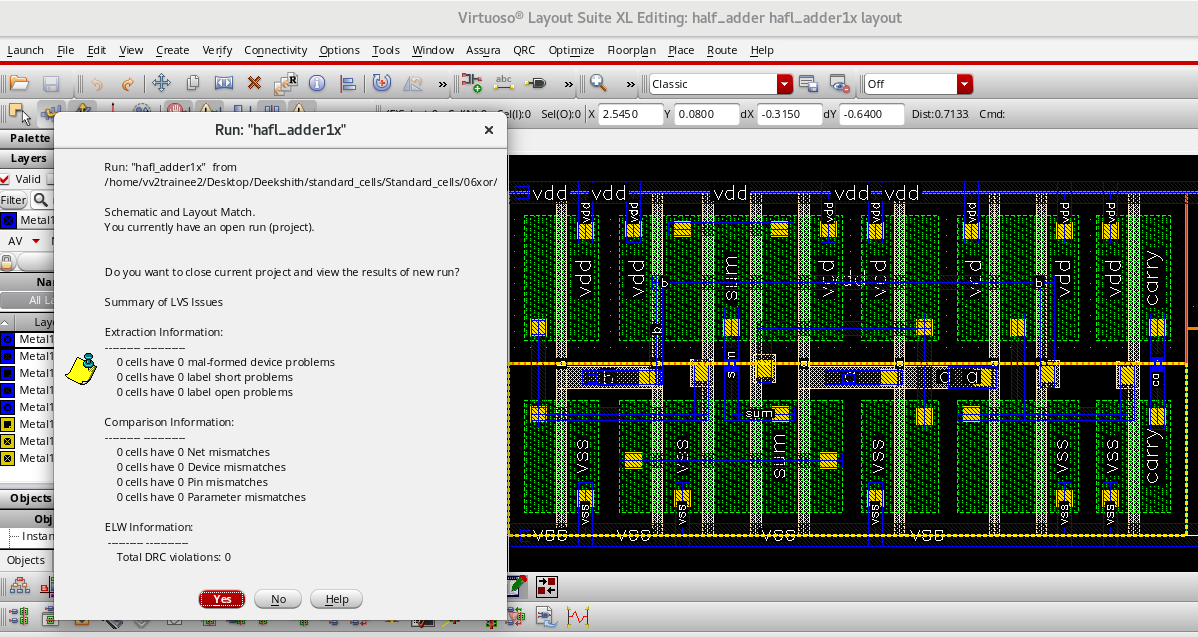 Virtuoso® Layout Suite XL Editing: half_adder hafl_adder1x layout
Launch File Edit View Create Verify Connectivity Options Tools Window Assura QRC Optimize Floorplan Place Route Help
abc » » » Classic Off
Sel(I):0 Sel(O):0 X 2.5450 Y 0.0800 dX -0.3150 dY -0.6400 Dist:0.7133 Cmd:
Palette
Layers
Valid
Filter
Metal1
AV
Na
All La
Laye
Metal1
Metal1
Metal1
Metal1
Metal1
Metal1
Metal1
Metal1
Objects
Obj
Instan
Objects
Run: "hafl_adder1x"
Run: "hafl_adder1x" from
/home/vv2trainee2/Desktop/Deekshith/standard_cells/Standard_cells/06xor/
Schematic and Layout Match.
You currently have an open run (project).
Do you want to close current project and view the results of new run?
Summary of LVS Issues
Extraction Information:
---------- -----------
0 cells have 0 mal-formed device problems
0 cells have 0 label short problems
0 cells have 0 label open problems
Comparison Information:
---------- -----------
0 cells have 0 Net mismatches
0 cells have 0 Device mismatches
0 cells have 0 Pin mismatches
0 cells have 0 Parameter mismatches
ELW Information:
---------- -----------
Total DRC violations: 0
Yes No Help
vdd vdd vdd vdd vdd
vdd vdd vdd vdd vdd vdd vdd
vdd vdd sum vdd vdd vdd vdd carry
b b
b
sum
ca
sum
vss vss sum vss vss vss carry
vss vss vss vss vss
vss vss vss vss